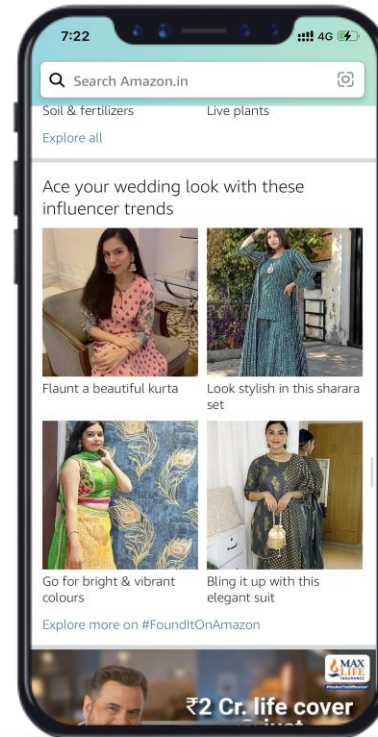 7:22
4G
Search Amazon.in
Soil & fertilizers
Live plants
Explore all
Ace your wedding look with these
influencer trends
Flaunt a beautiful kurta
Look stylish in this sharara
set
Go for bright & vibrant
colours
Bling it up with this
elegant suit
Explore more on #FoundItOnAmazon
MAX
LIFE
INSURANCE
₹2 Cr. life cover